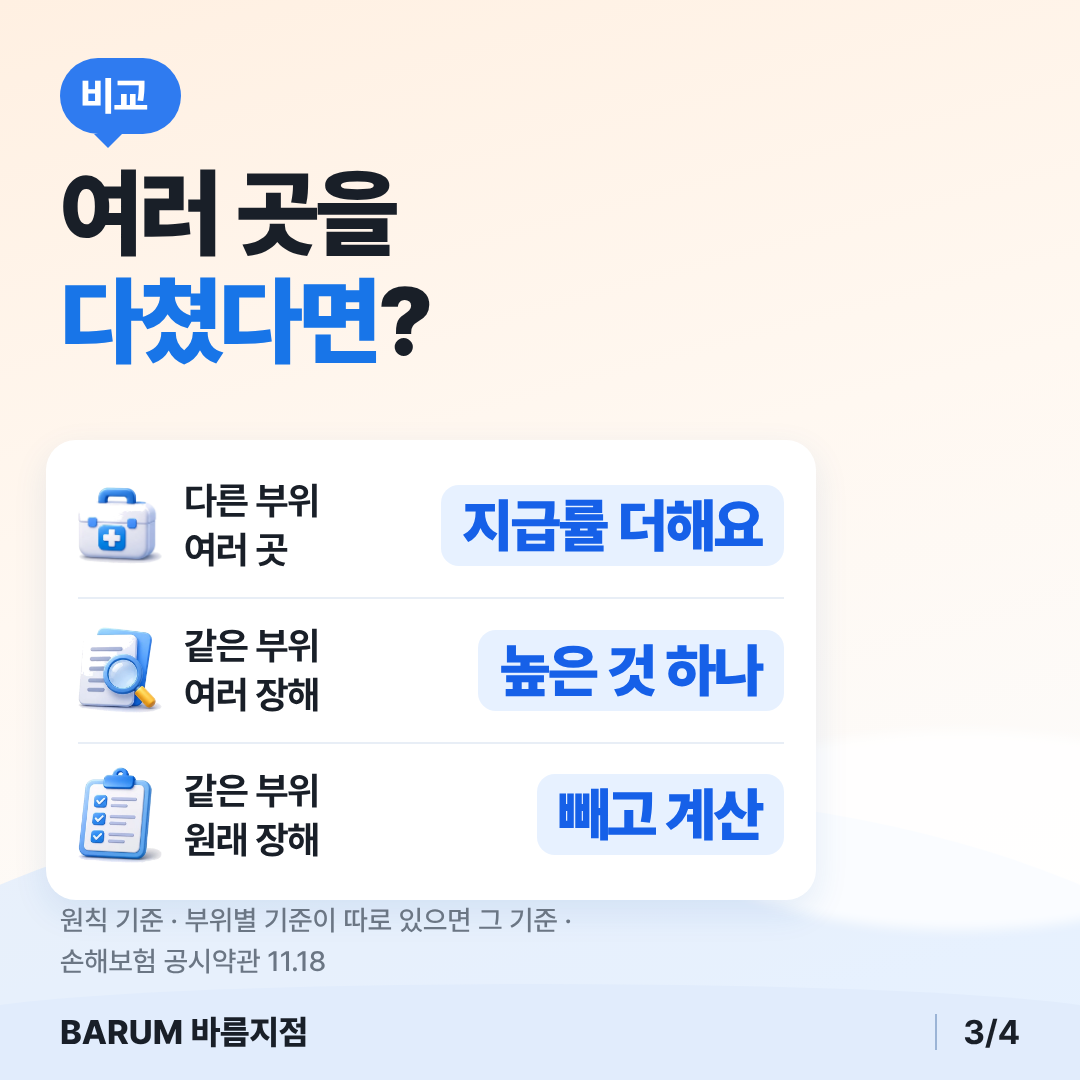 비교
여러 곳을
다쳤다면?
다른 부위
여러 곳
지급률 더해요
같은 부위
여러 장해
높은 것 하나
같은 부위
원래 장해
빼고 계산
원칙 기준 · 부위별 기준이 따로 있으면 그 기준 ·
손해보험 공시약관 11.18
BARUM 바름지점
3/4